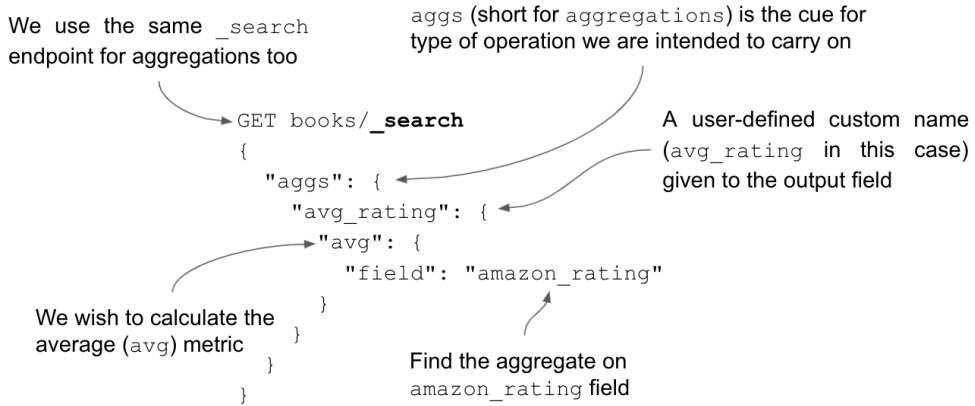 We use the same _search
endpoint for aggregations too
aggs (short for aggregations) is the cue for
type of operation we are intended to carry on
GET books/_search
{
"aggs": {
"avg_rating": {
"avg": {
"field": "amazon_rating"
}
}
}
}
A user-defined custom name
(avg_rating in this case)
given to the output field
We wish to calculate the
average (avg) metric
Find the aggregate on
amazon_rating field